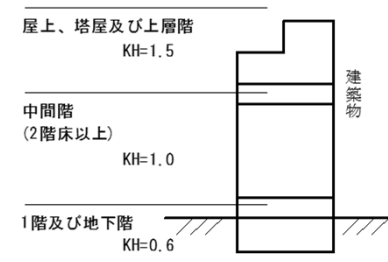 屋上、塔屋及び上層階
KH=1.5
中間階
(2階床以上)
KH=1.0
1階及び地下階
KH=0.6
建築物